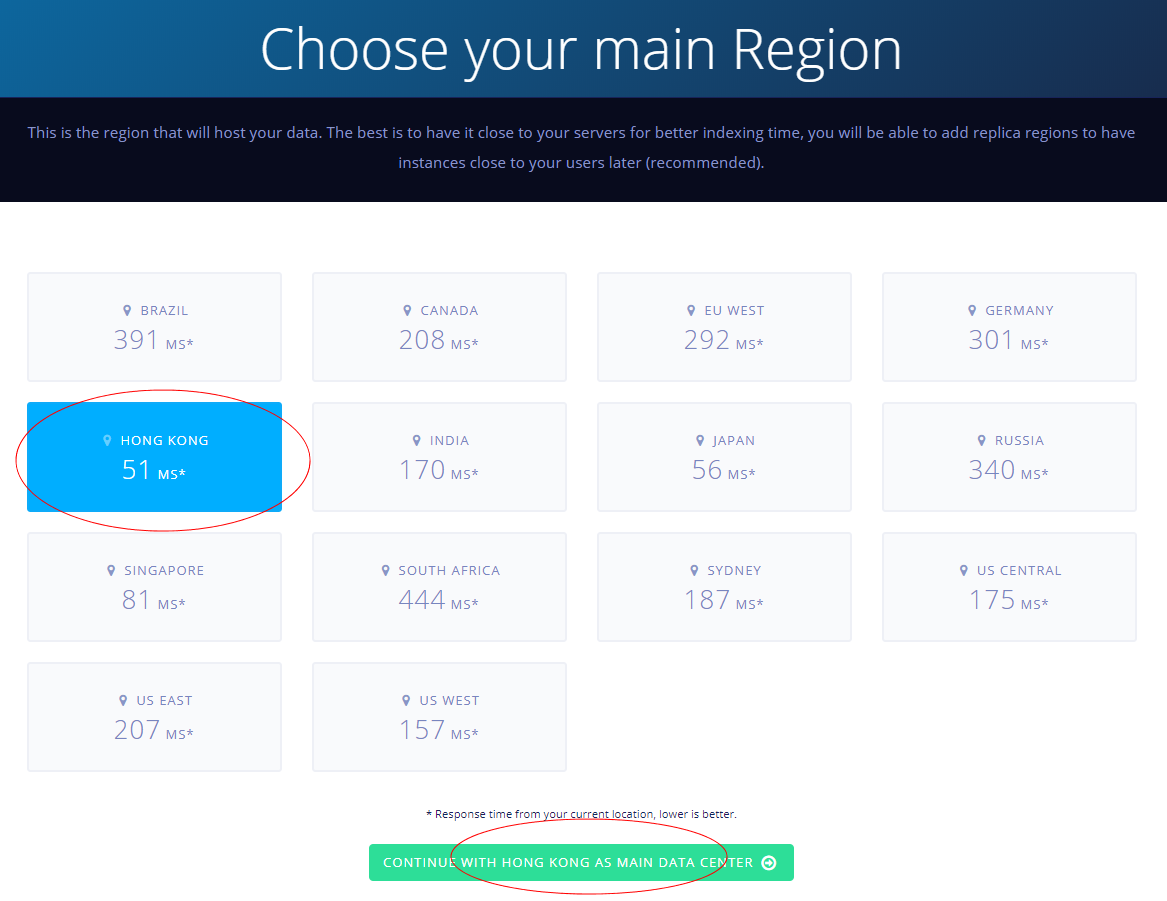 Choose your main Region
This is the region that will host your data. The best is to have it close to your servers for better indexing time, you will be able to add replica regions to have
instances close to your users later (recommended).
BRAZIL
391 MS*
CANADA
208 MS*
EU WEST
292 MS*
GERMANY
301 MS*
HONG KONG
51 MS*
INDIA
170 MS*
JAPAN
56 MS*
RUSSIA
340 MS*
SINGAPORE
81 MS*
SOUTH AFRICA
444 MS*
SYDNEY
187 MS*
US CENTRAL
175 MS*
US EAST
207 MS*
US WEST
157 MS*
* Response time from your current location, lower is better.
CONTINUE WITH HONG KONG AS MAIN DATA CENTER